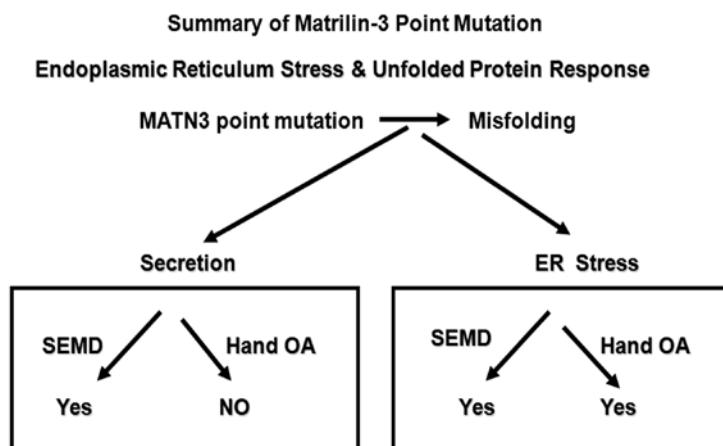 Summary of Matrilin-3 Point Mutation
Endoplasmic Reticulum Stress & Unfolded Protein Response
MATN3 point mutation Misfolding
Secretion ER Stress
SEMD Hand OA SEMD Hand OA
Yes NO Yes Yes